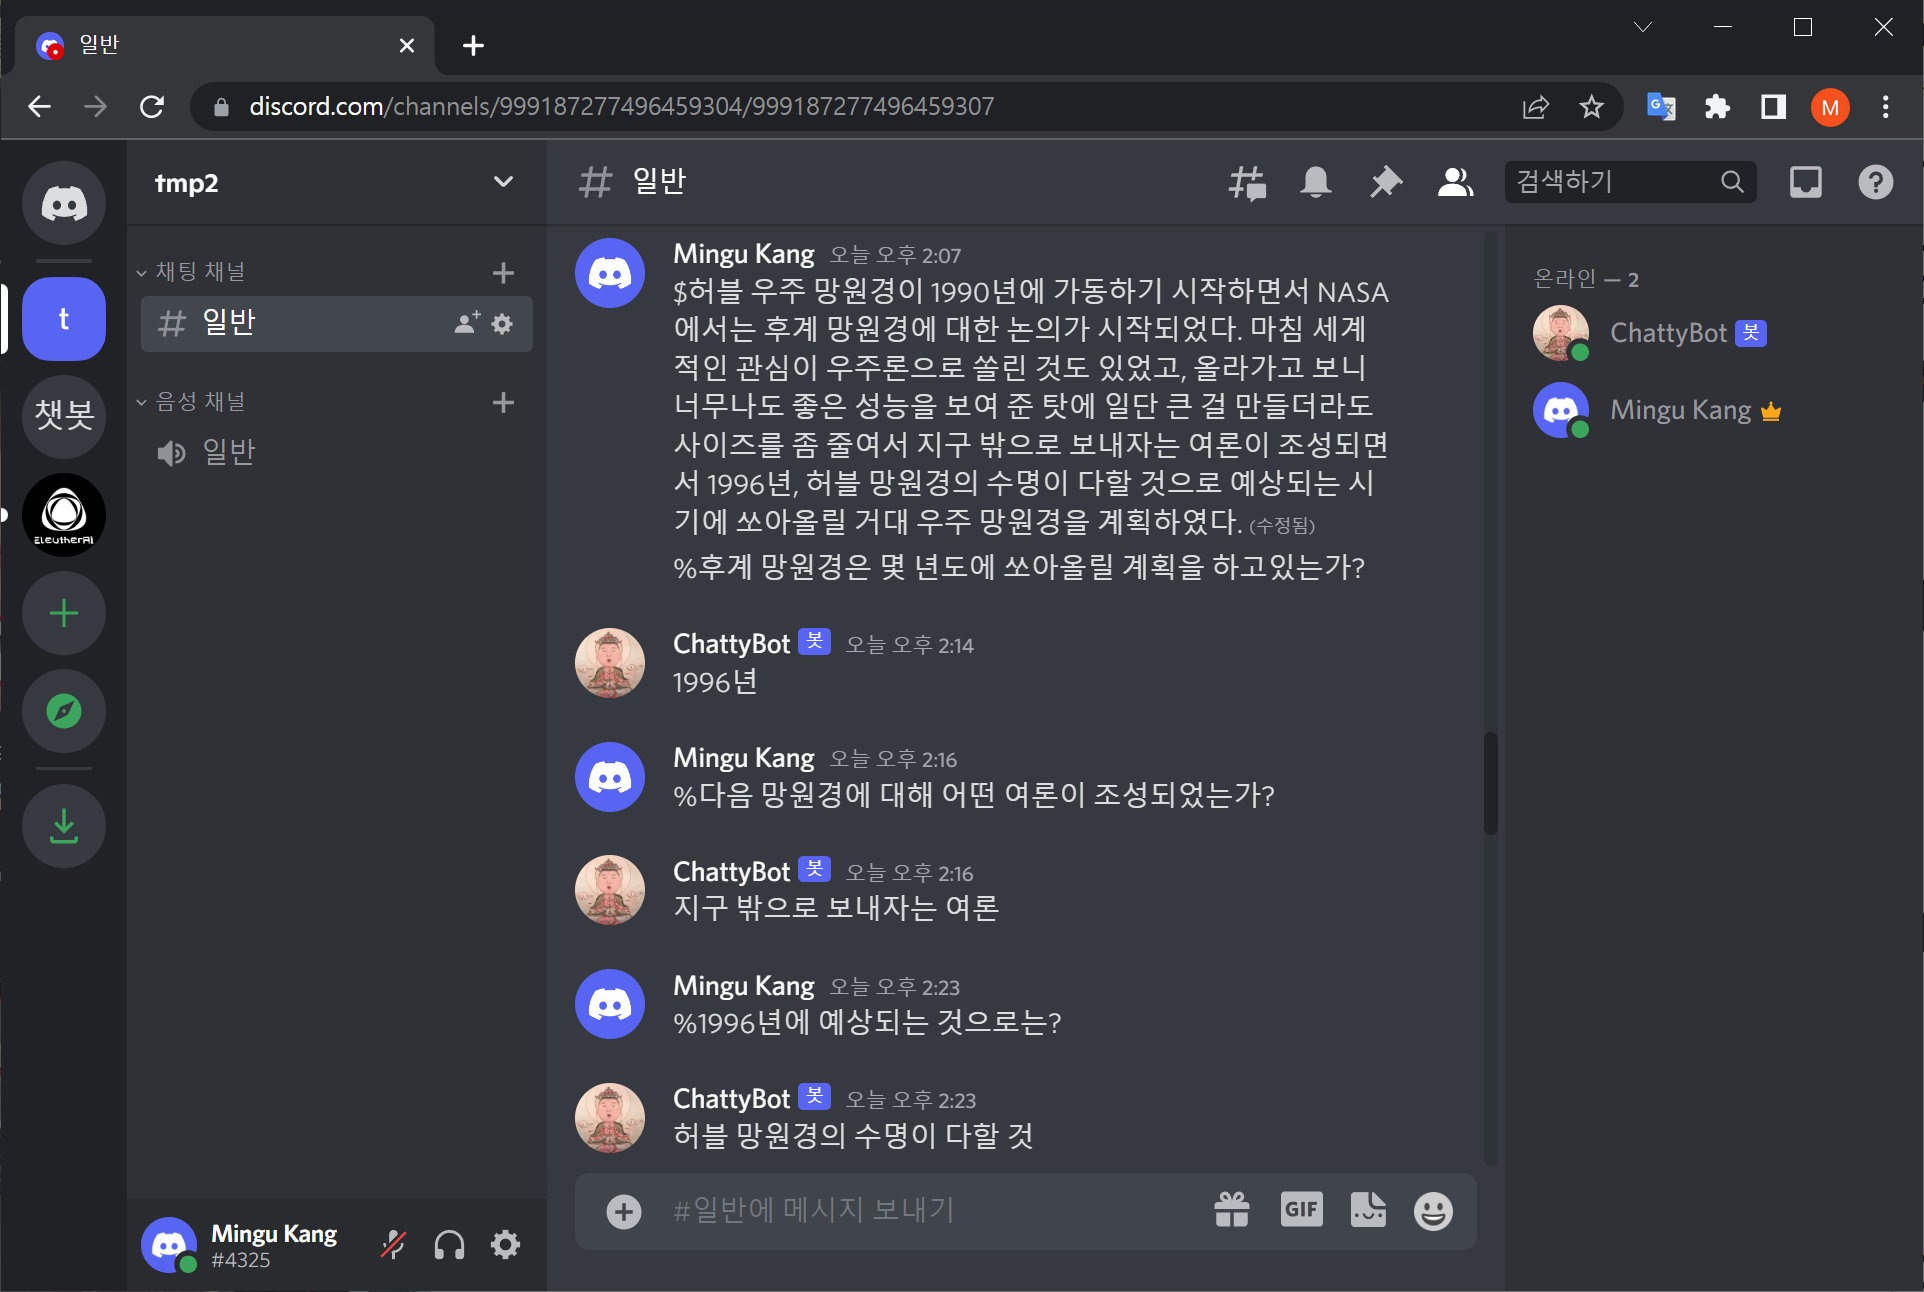 일반
discord.com/channels/999187277496459304/999187277496459307
M
tmp2
일반
검색하기
채팅 채널
일반
음성 채널
일반
t
챗봇
EleutherAI
Mingu Kang 오늘 오후 2:07
$허블 우주 망원경이 1990년에 가동하기 시작하면서 NASA
에서는 후계 망원경에 대한 논의가 시작되었다. 마침 세계
적인 관심이 우주론으로 쏠린 것도 있었고, 올라가고 보니
너무나도 좋은 성능을 보여 준 탓에 일단 큰 걸 만들더라도
사이즈를 좀 줄여서 지구 밖으로 보내자는 여론이 조성되면
서 1996년, 허블 망원경의 수명이 다할 것으로 예상되는 시
기에 쏘아올릴 거대 우주 망원경을 계획하였다. (수정됨)
%후계 망원경은 몇 년도에 쏘아올릴 계획을 하고있는가?
ChattyBot 봇 오늘 오후 2:14
1996년
Mingu Kang 오늘 오후 2:16
%다음 망원경에 대해 어떤 여론이 조성되었는가?
ChattyBot 봇 오늘 오후 2:16
지구 밖으로 보내자는 여론
Mingu Kang 오늘 오후 2:23
%1996년에 예상되는 것으로는?
ChattyBot 봇 오늘 오후 2:23
허블 망원경의 수명이 다할 것
#일반에 메시지 보내기
GIF
온라인 — 2
ChattyBot 봇
Mingu Kang
Mingu Kang
#4325